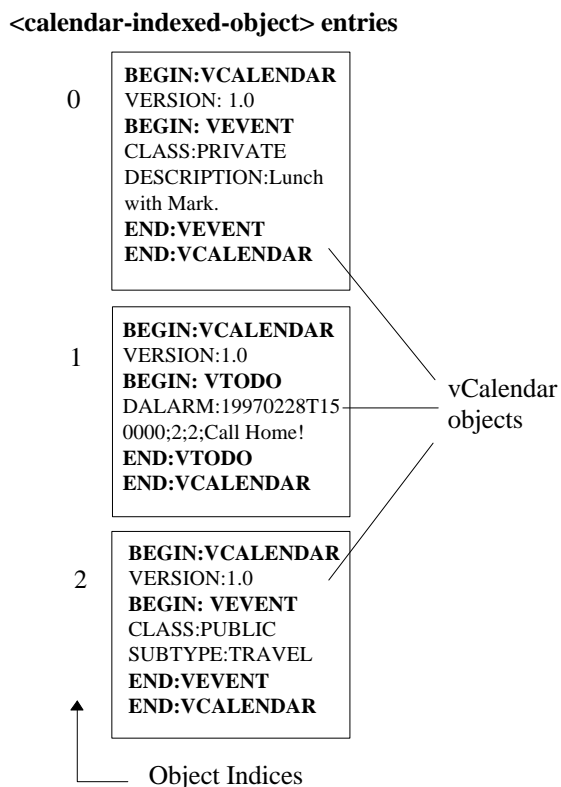 <calendar-indexed-object> entries
0
BEGIN:VCALENDAR
VERSION: 1.0
BEGIN: VEVENT
CLASS:PRIVATE
DESCRIPTION:Lunch
with Mark.
END:VEVENT
END:VCALENDAR
1
BEGIN:VCALENDAR
VERSION:1.0
BEGIN: VTODO
DALARM:19970228T15
0000;2;2;Call Home!
END:VTODO
END:VCALENDAR
vCalendar
objects
2
BEGIN:VCALENDAR
VERSION:1.0
BEGIN: VEVENT
CLASS:PUBLIC
SUBTYPE:TRAVEL
END:VEVENT
END:VCALENDAR
Object Indices